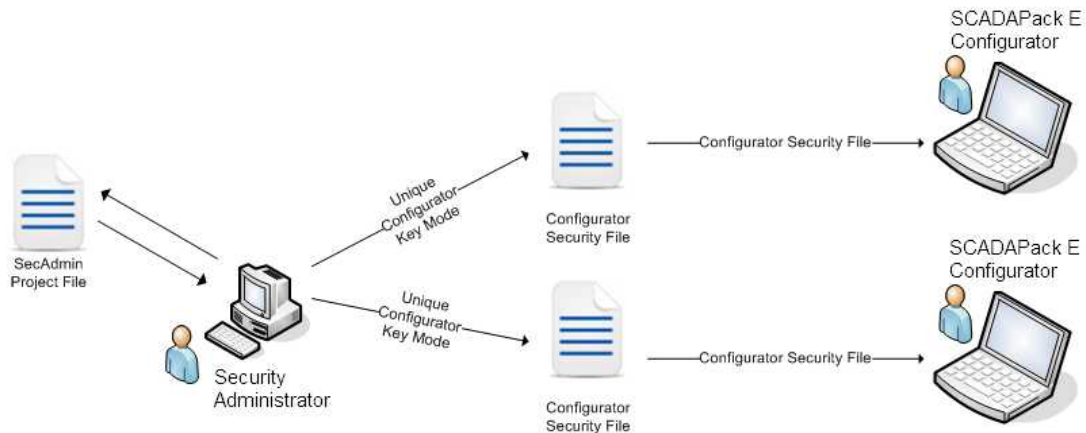 SCADAPack E
Configurator
Configurator Security File
Unique
Configurator
Key Mode
Configurator
Security File
SecAdmin
Project File
SCADAPack E
Configurator
Unique
Configurator
Key Mode
Configurator Security File
Security
Administrator
Configurator
Security File